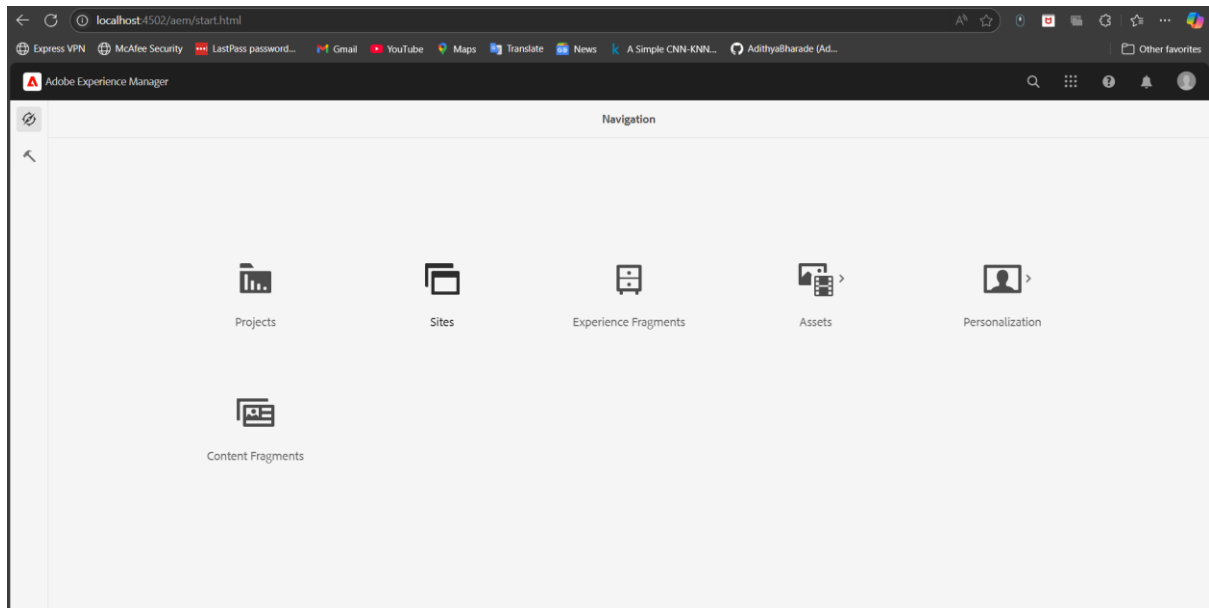 localhost:4502/aem/start.html
Express VPN McAfee Security LastPass password... Gmail YouTube Maps Translate News A Simple CNN-KNN... AdithyaBharade (Ad... Other favorites
Adobe Experience Manager
Navigation
Projects Sites Experience Fragments Assets Personalization
Content Fragments